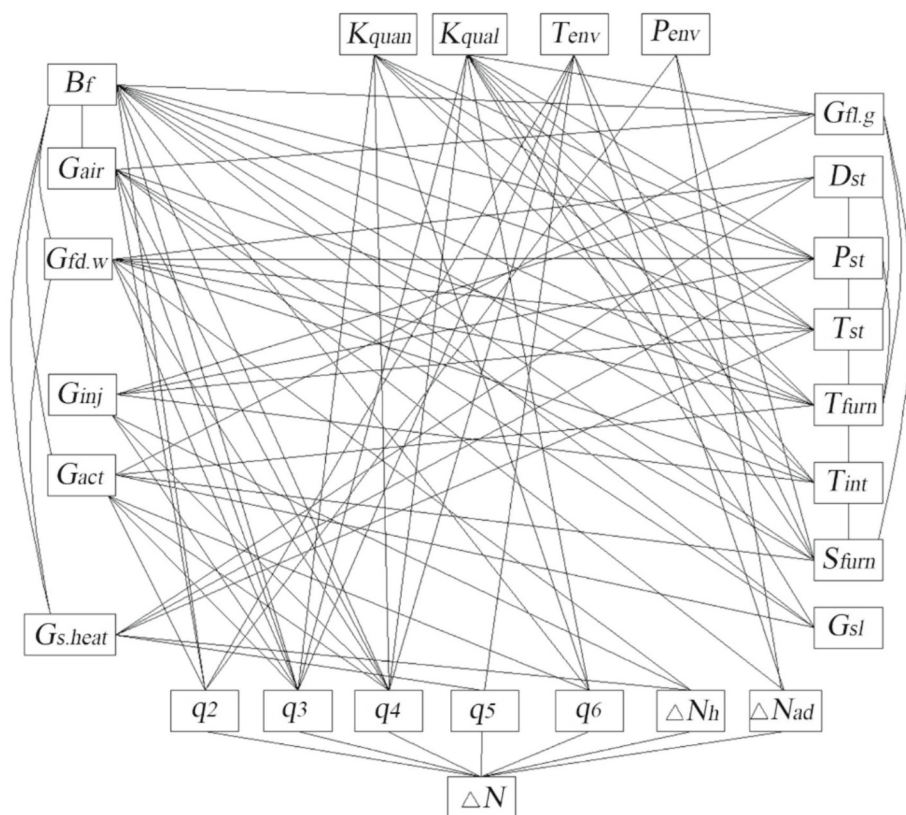 Kquan
Kqual
Tenv
Penv
Bf
Gair
Gfd.w
Ginj
Gact
Gs.heat
Gfl.g
Dst
Pst
Tst
Tfurn
Tint
Sfurn
Gsl
q2
q3
q4
q5
q6
△Nh
△Nad
△N